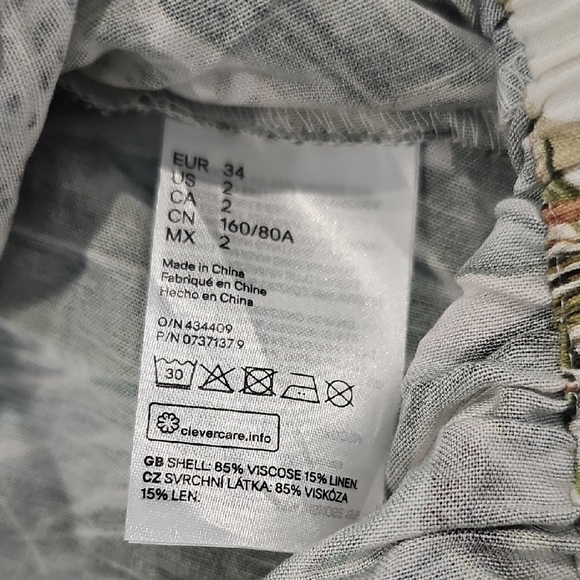 EUR 34
US 2
CA 2
CN 160/80A
MX 2
Made in China
Fabriqué en Chine
Hecho en China
O/N 434409
P/N 0737137 9
30
clevercare.info
GB SHELL: 85% VISCOSE 15% LINEN.
CZ SVRCHNÍ LÁTKA: 85% VISKÓZA
15% LEN.